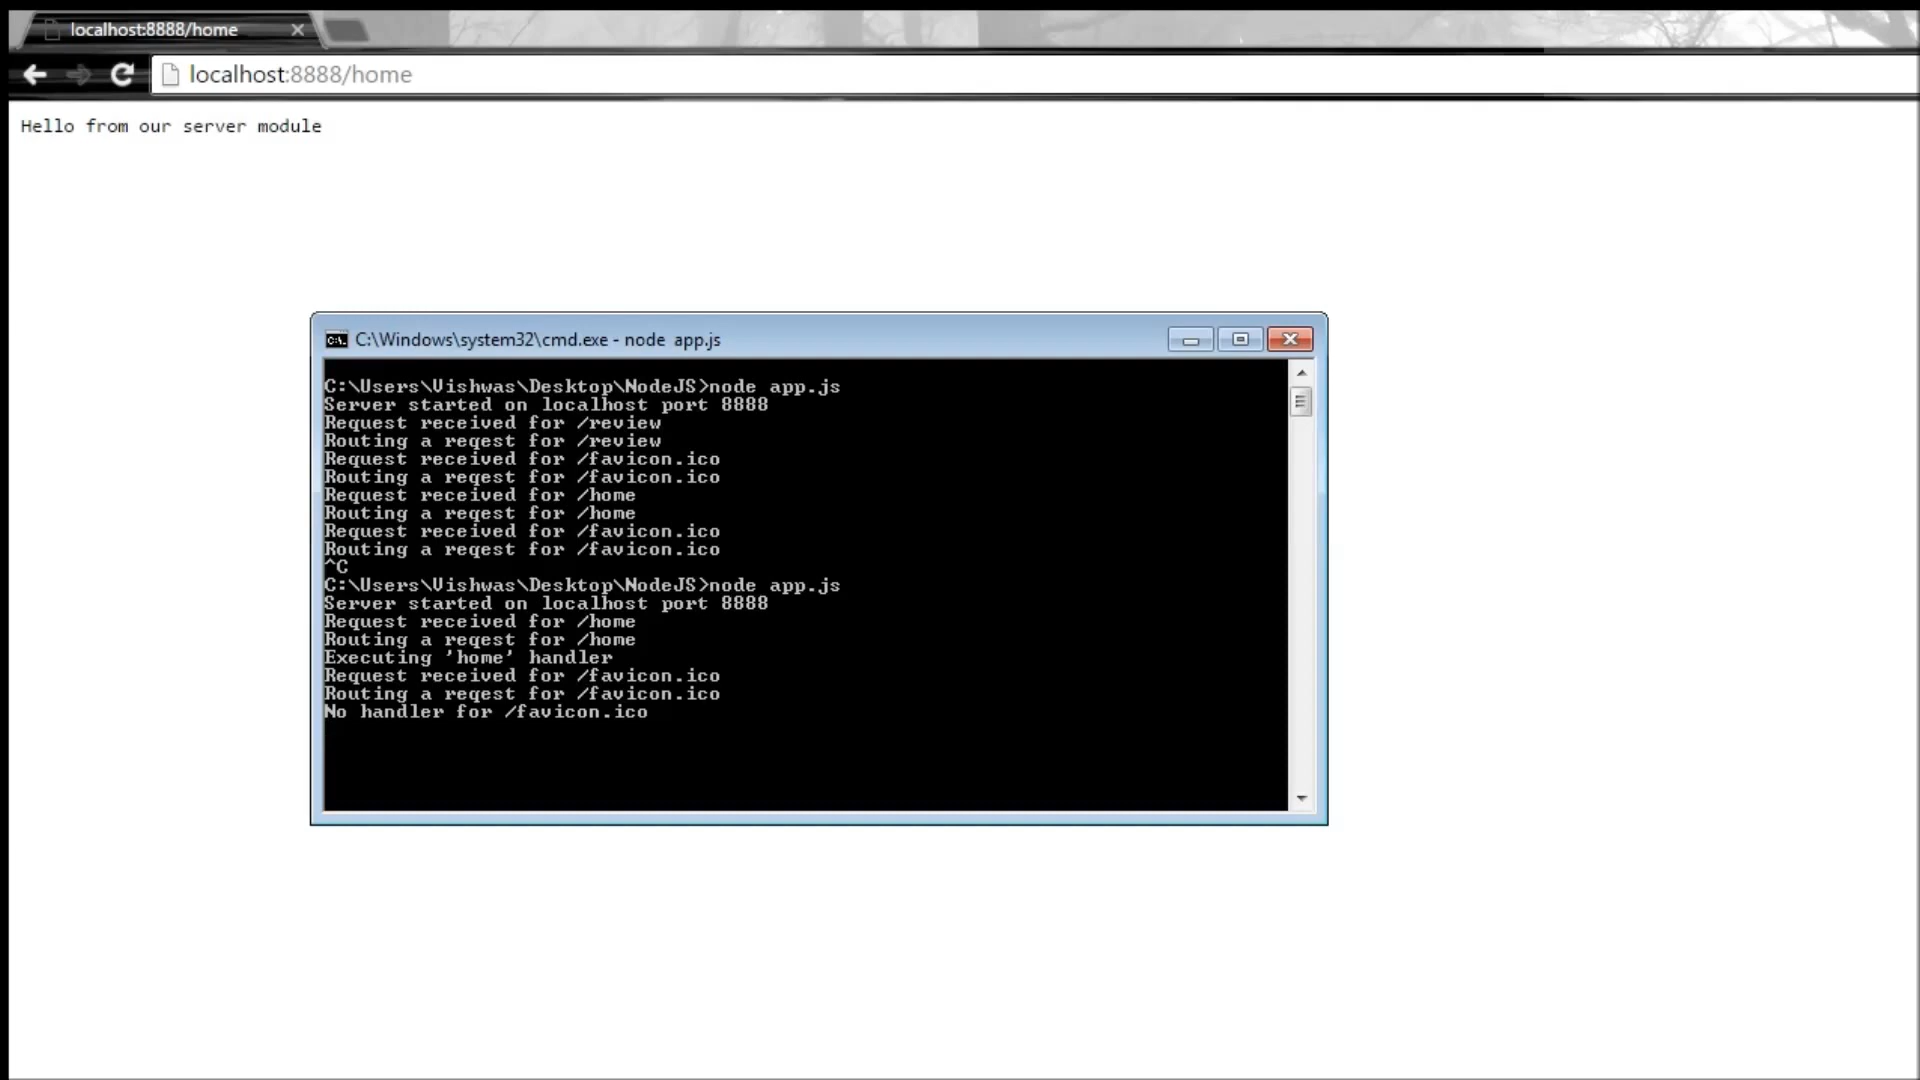 localhost:8888/home
localhost:8888/home
Hello from our server module
C:\Windows\system32\cmd.exe - node app.js
C:\Users\Vishwas\Desktop\NodeJS>node app.js
Server started on localhost port 8888
Request received for /review
Routing a reqest for /review
Request received for /favicon.ico
Routing a reqest for /favicon.ico
Request received for /home
Routing a reqest for /home
Request received for /favicon.ico
Routing a reqest for /favicon.ico
^C
C:\Users\Vishwas\Desktop\NodeJS>node app.js
Server started on localhost port 8888
Request received for /home
Routing a reqest for /home
Executing 'home' handler
Request received for /favicon.ico
Routing a reqest for /favicon.ico
No handler for /favicon.ico